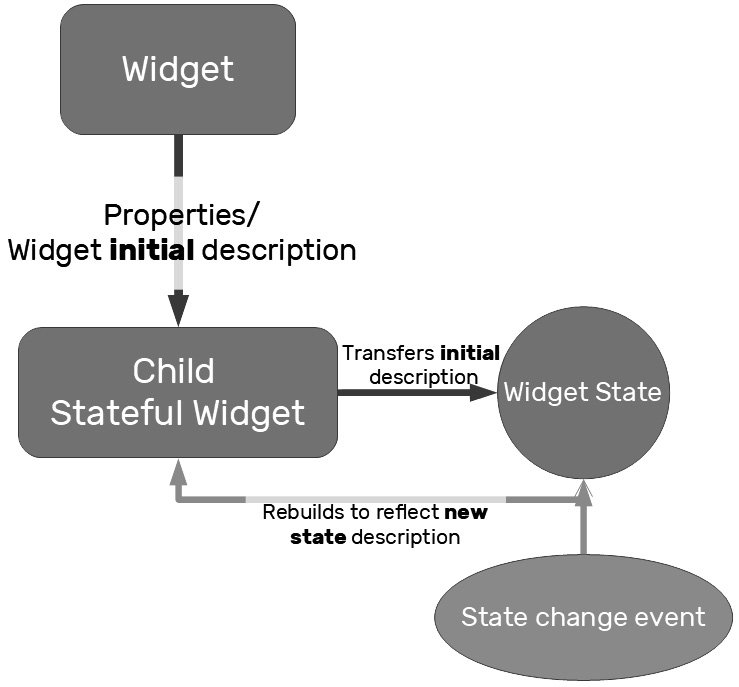 Widget
Properties/
Widget initial description
Child
Stateful Widget
Transfers initial
description
Widget State
Rebuilds to reflect new
state description
State change event